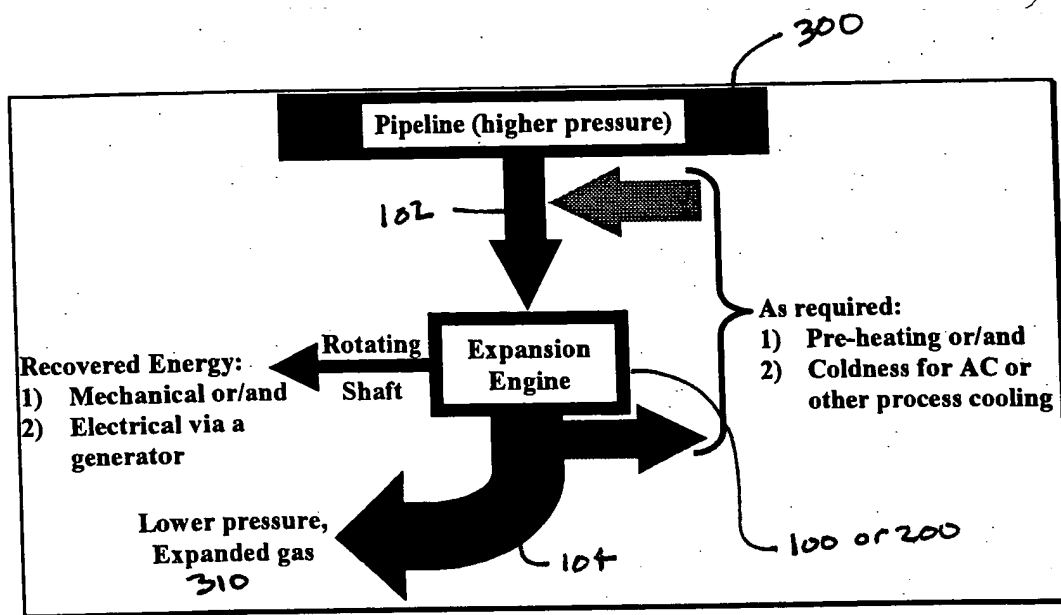 300
Pipeline (higher pressure)
102
As required:
1) Pre-heating or/and
2) Coldness for AC or
other process cooling
Rotating
Shaft
Expansion
Engine
Recovered Energy:
1) Mechanical or/and
2) Electrical via a
generator
Lower pressure,
Expanded gas
310
104
100 or 200